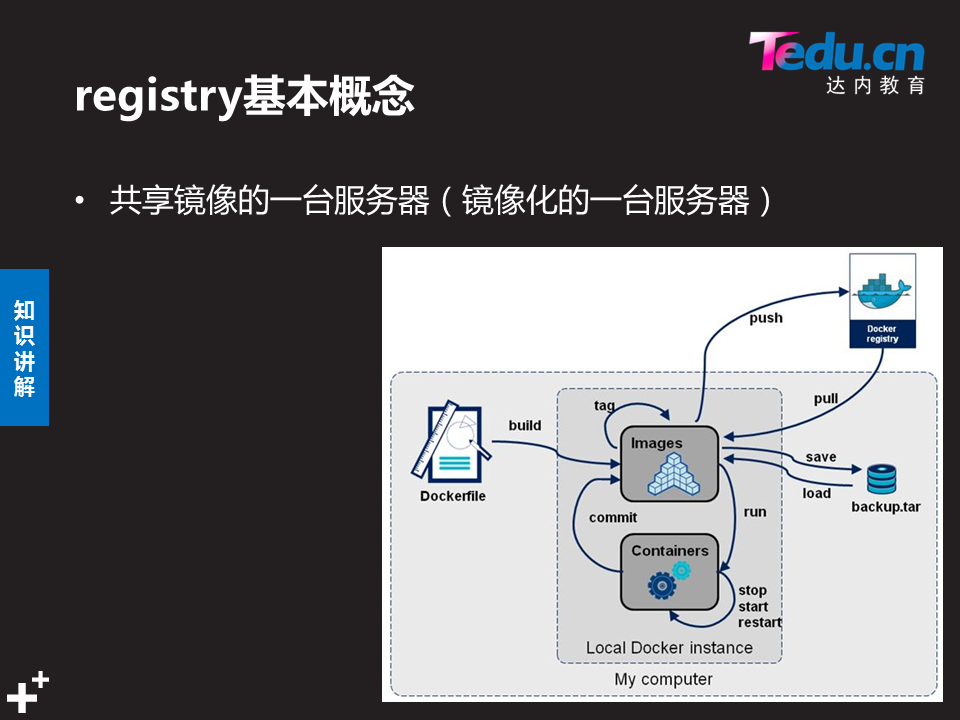 Tedu.cn
达内教育
registry基本概念
• 共享镜像的一台服务器（镜像化的一台服务器）
知
识
讲
解
Docker
registry
push
pull
tag
build
Images
save
load
Dockerfile
backup.tar
commit
run
Containers
stop
start
restart
Local Docker instance
My computer